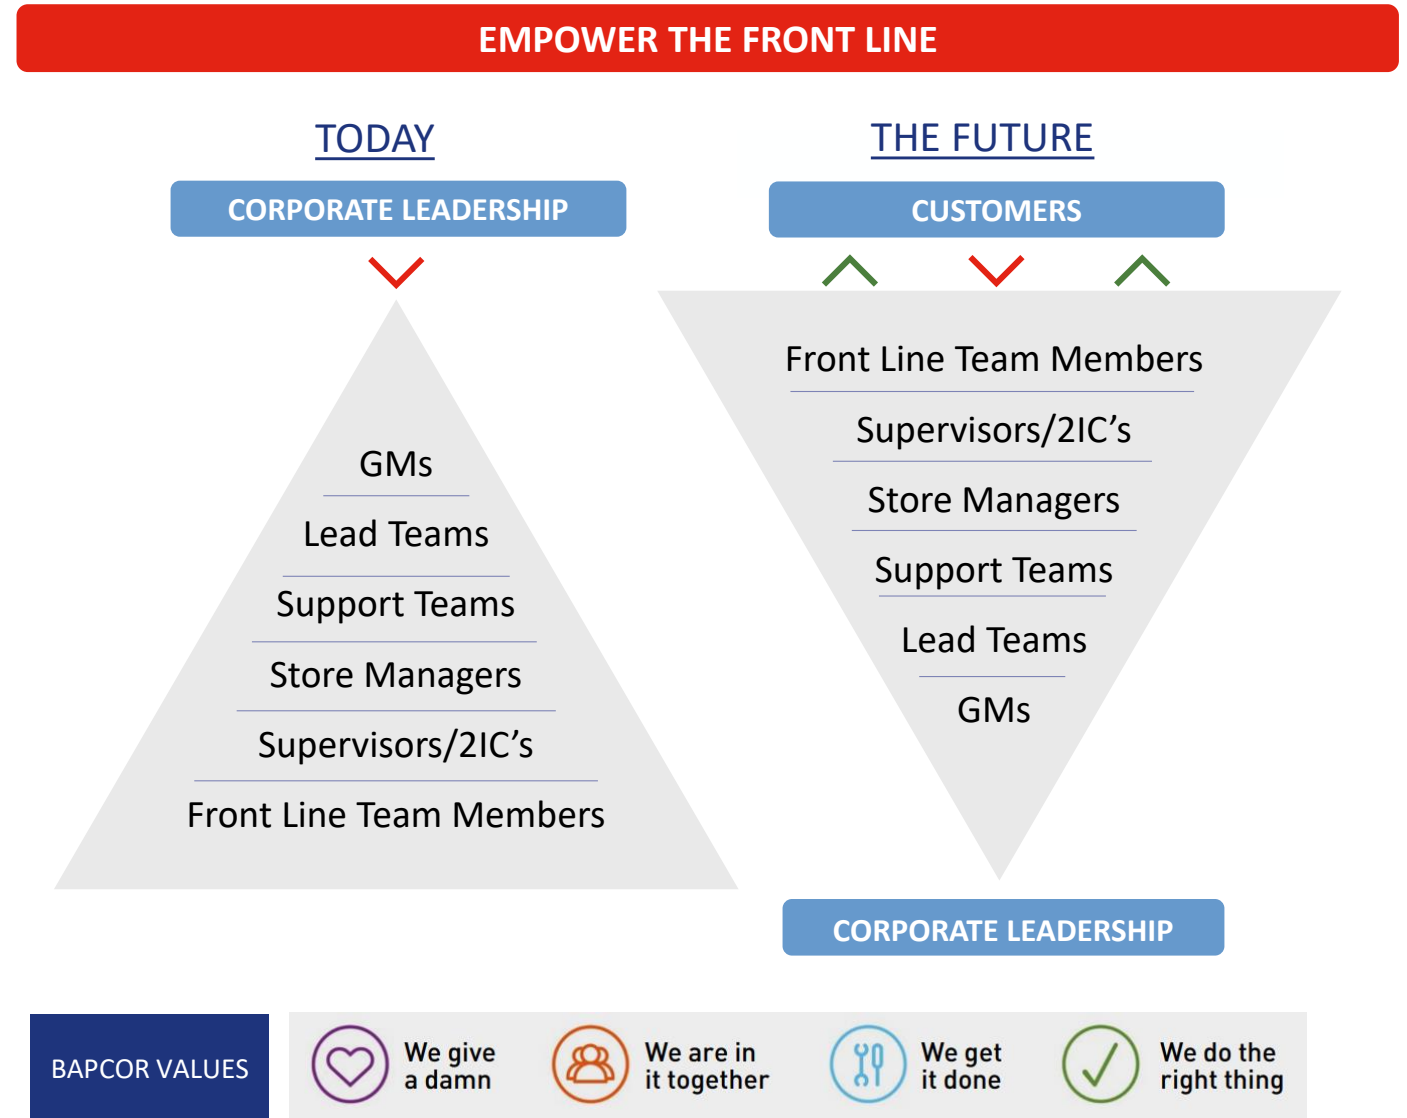 EMPOWER THE FRONT LINE
TODAY
CORPORATE LEADERSHIP
GMs
Lead Teams
Support Teams
Store Managers
Supervisors/2IC’s
Front Line Team Members
THE FUTURE
CUSTOMERS
Front Line Team Members
Supervisors/2IC’s
Store Managers
Support Teams
Lead Teams
GMs
CORPORATE LEADERSHIP
BAPCOR VALUES
We give
a damn
We are in
it together
We get
it done
We do the
right thing